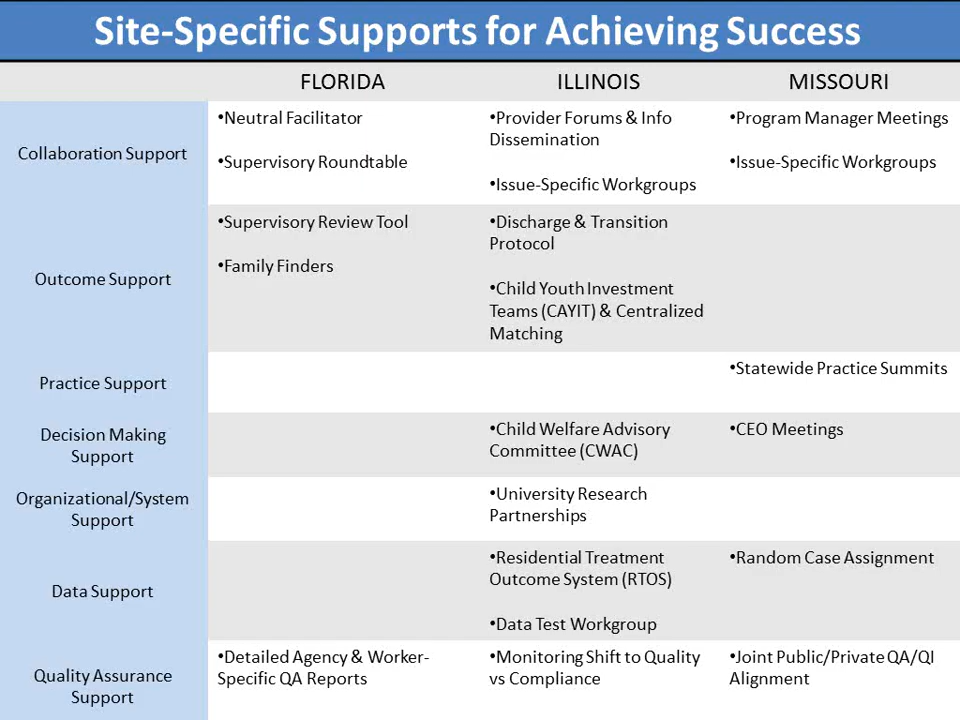 Site-Specific Supports for Achieving Success
FLORIDA ILLINOIS MISSOURI
Collaboration Support
•Neutral Facilitator
•Supervisory Roundtable
•Provider Forums & Info
Dissemination
•Issue-Specific Workgroups
•Program Manager Meetings
•Issue-Specific Workgroups
Outcome Support
•Supervisory Review Tool
•Family Finders
•Discharge & Transition
Protocol
•Child Youth Investment
Teams (CAYIT) & Centralized
Matching
Practice Support
•Statewide Practice Summits
Decision Making
Support
•Child Welfare Advisory
Committee (CWAC)
•CEO Meetings
Organizational/System
Support
•University Research
Partnerships
Data Support
•Residential Treatment
Outcome System (RTOS)
•Data Test Workgroup
•Random Case Assignment
Quality Assurance
Support
•Detailed Agency & Worker-
Specific QA Reports
•Monitoring Shift to Quality
vs Compliance
•Joint Public/Private QA/QI
Alignment